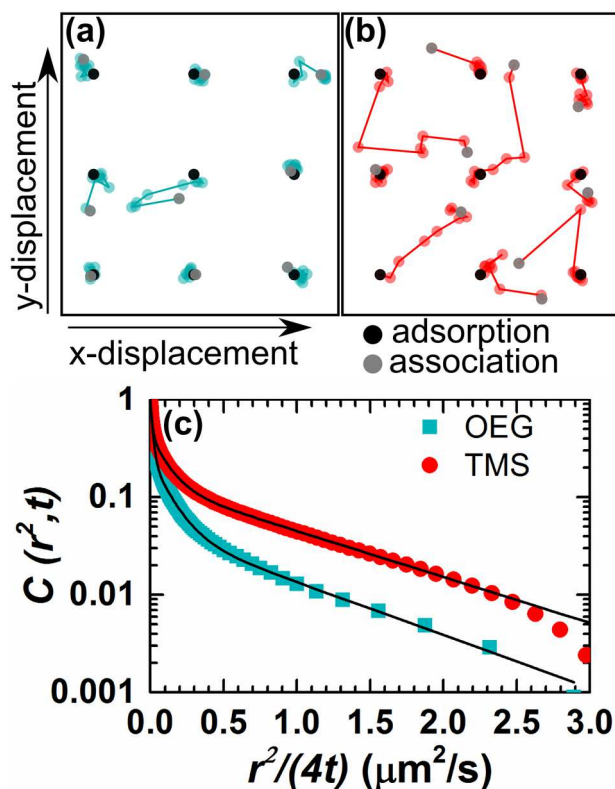 (a)
(b)
y-displacement
x-displacement
adsorption
association
(c)
OEG
TMS
C (r²,t)
1
0.1
0.01
0.001
0.0 0.5 1.0 1.5 2.0 2.5 3.0
r²/(4t) (μm²/s)